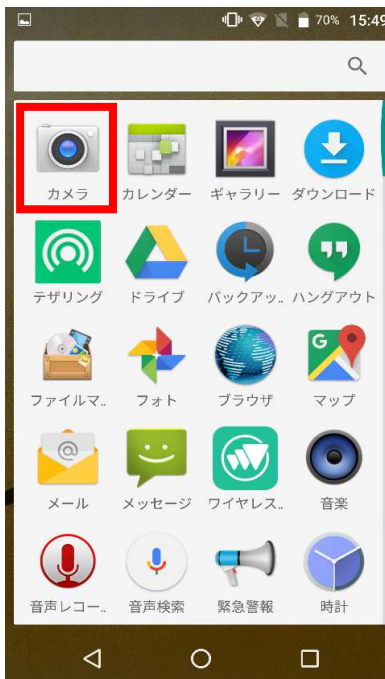 70% 15:49
カメラ カレンダー ギャラリー ダウンロード
テザリング ドライブ バックアッ.. ハングアウト
G
ファイルマ.. フォト ブラウザ マップ
@
メール メッセージ ワイヤレス.. 音楽
音声レコー.. 音声検索 緊急警報 時計